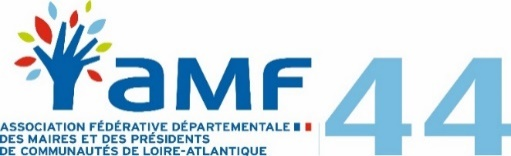 aMF 44
ASSOCIATION FÉDÉRATIVE DÉPARTEMENTALE
DES MAIRES ET DES PRÉSIDENTS
DE COMMUNAUTÉS DE LOIRE-ATLANTIQUE